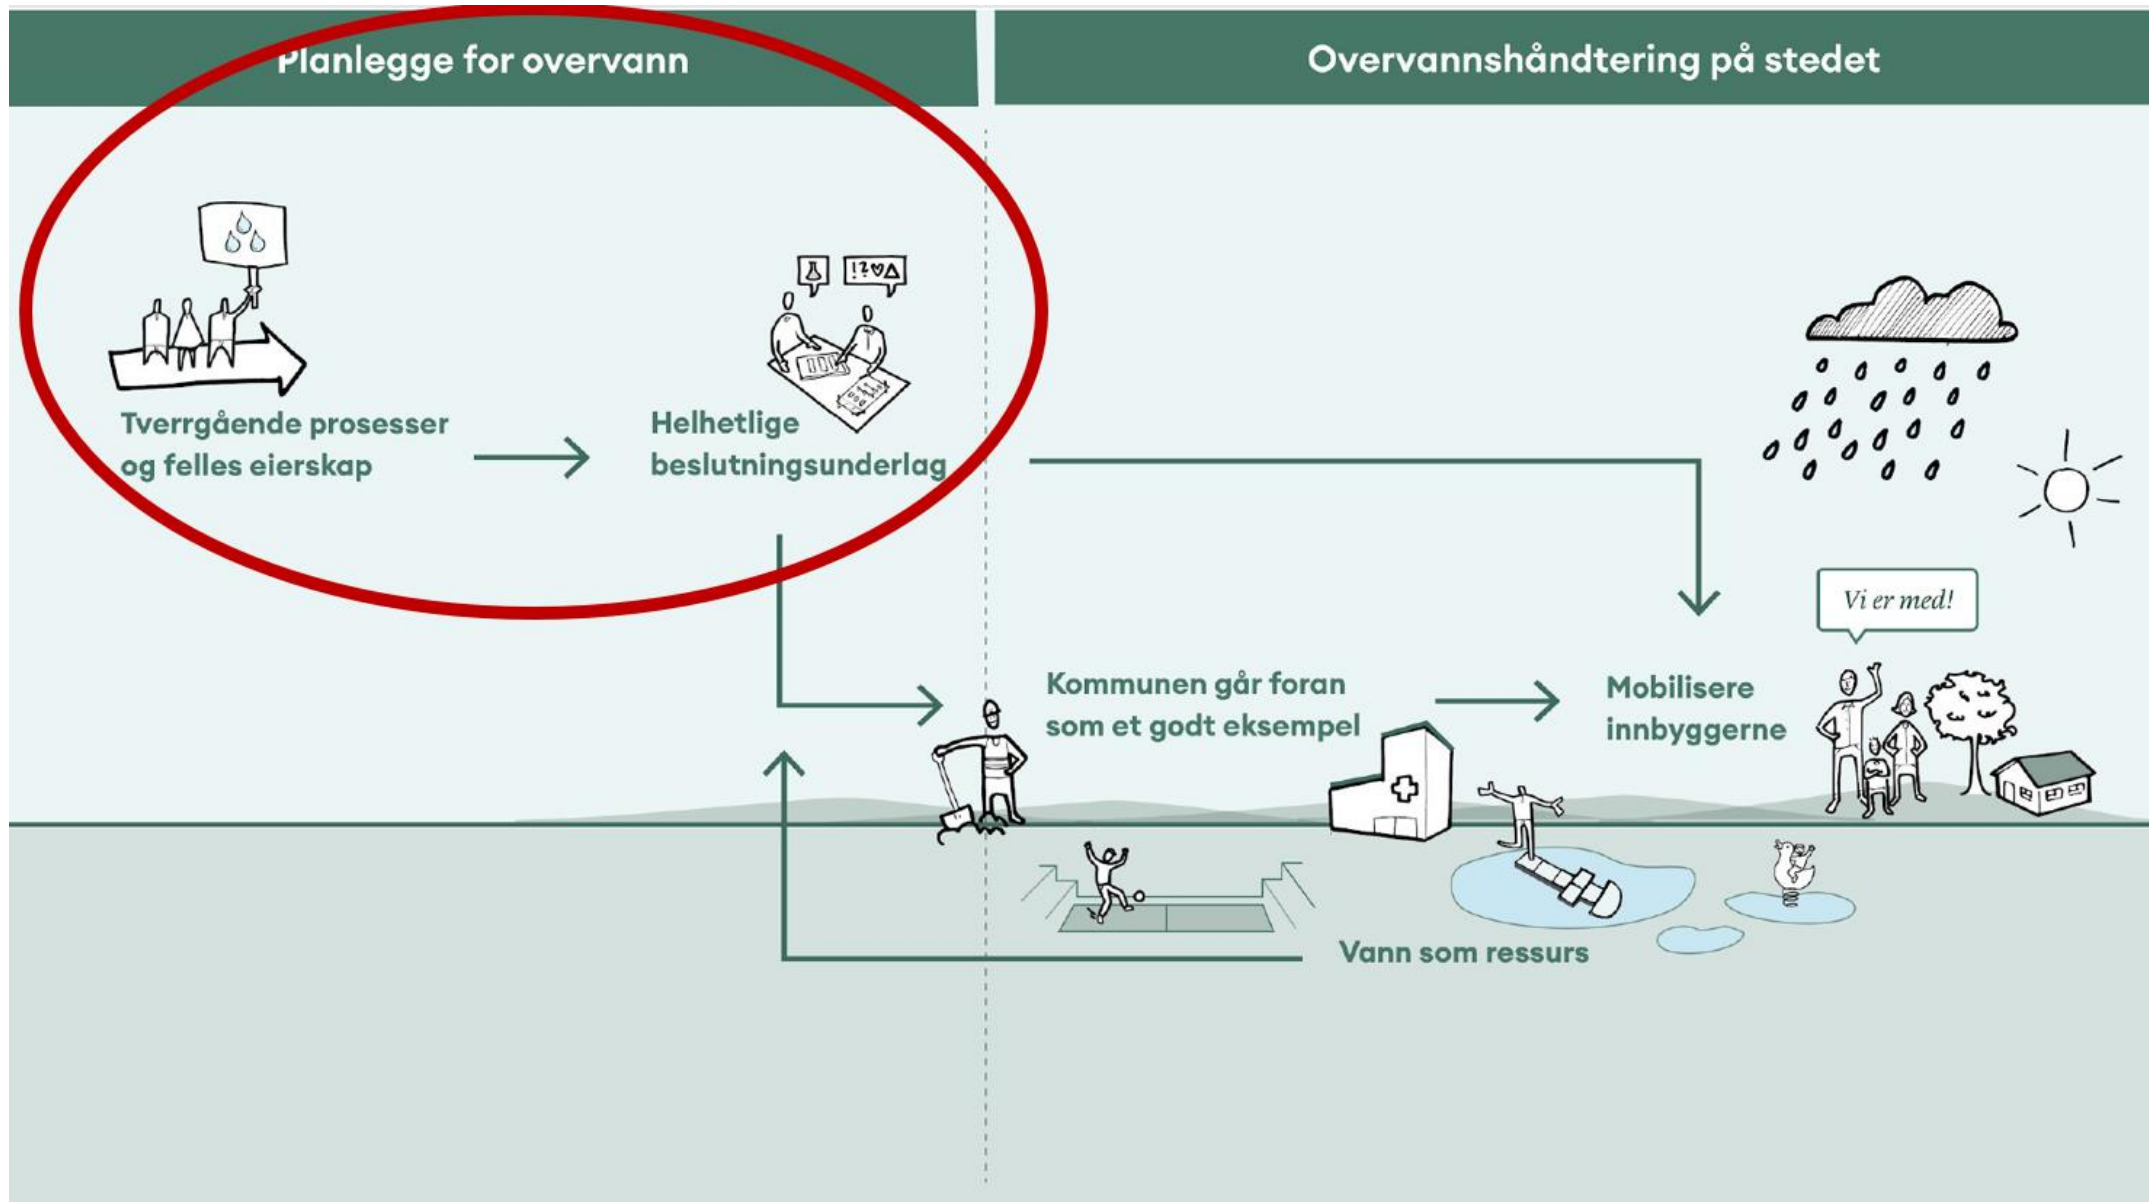 Planlegge for overvann
Overvannshåndtering på stedet
Tverrgående prosesser
og felles eierskap
!?♡△
Helhetlige
beslutningsunderlag
Vi er med!
Kommunen går foran
som et godt eksempel
Mobilisere
innbyggerne
Vann som ressurs